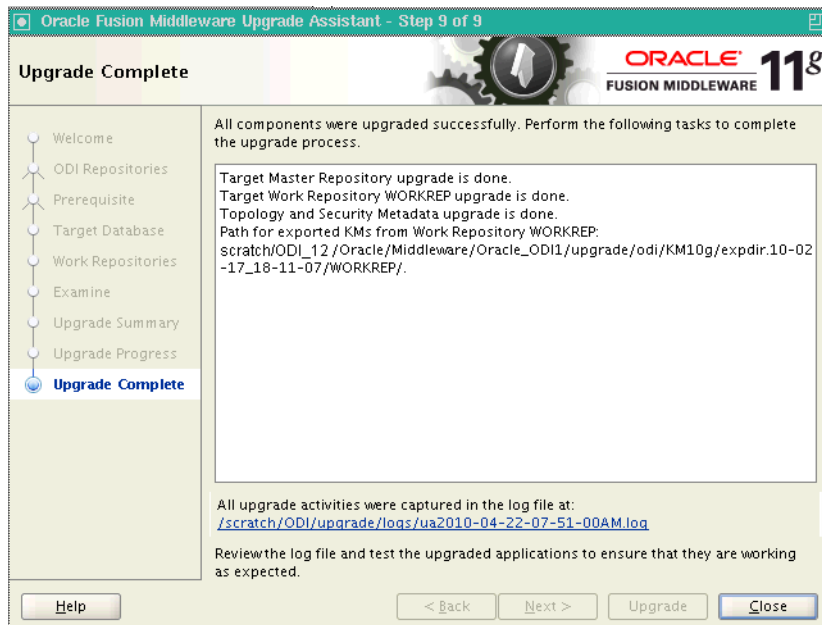 Oracle Fusion Middleware Upgrade Assistant - Step 9 of 9
Upgrade Complete
ORACLE®
FUSION MIDDLEWARE
11g
Welcome
ODI Repositories
Prerequisite
Target Database
Work Repositories
Examine
Upgrade Summary
Upgrade Progress
Upgrade Complete
All components were upgraded successfully. Perform the following tasks to complete
the upgrade process.
Target Master Repository upgrade is done.
Target Work Repository WORKREP upgrade is done.
Topology and Security Metadata upgrade is done.
Path for exported KMs from Work Repository WORKREP:
scratch/ODI_12 /Oracle/Middleware/Oracle_ODI1/upgrade/odi/KM10g/expdir.10-02
-17_18-11-07/WORKREP/.
All upgrade activities were captured in the log file at:
/scratch/ODI/upgrade/logs/ua2010-04-22-07-51-00AM.log
Review the log file and test the upgraded applications to ensure that they are working
as expected.
Help
< Back
Next >
Upgrade
Close